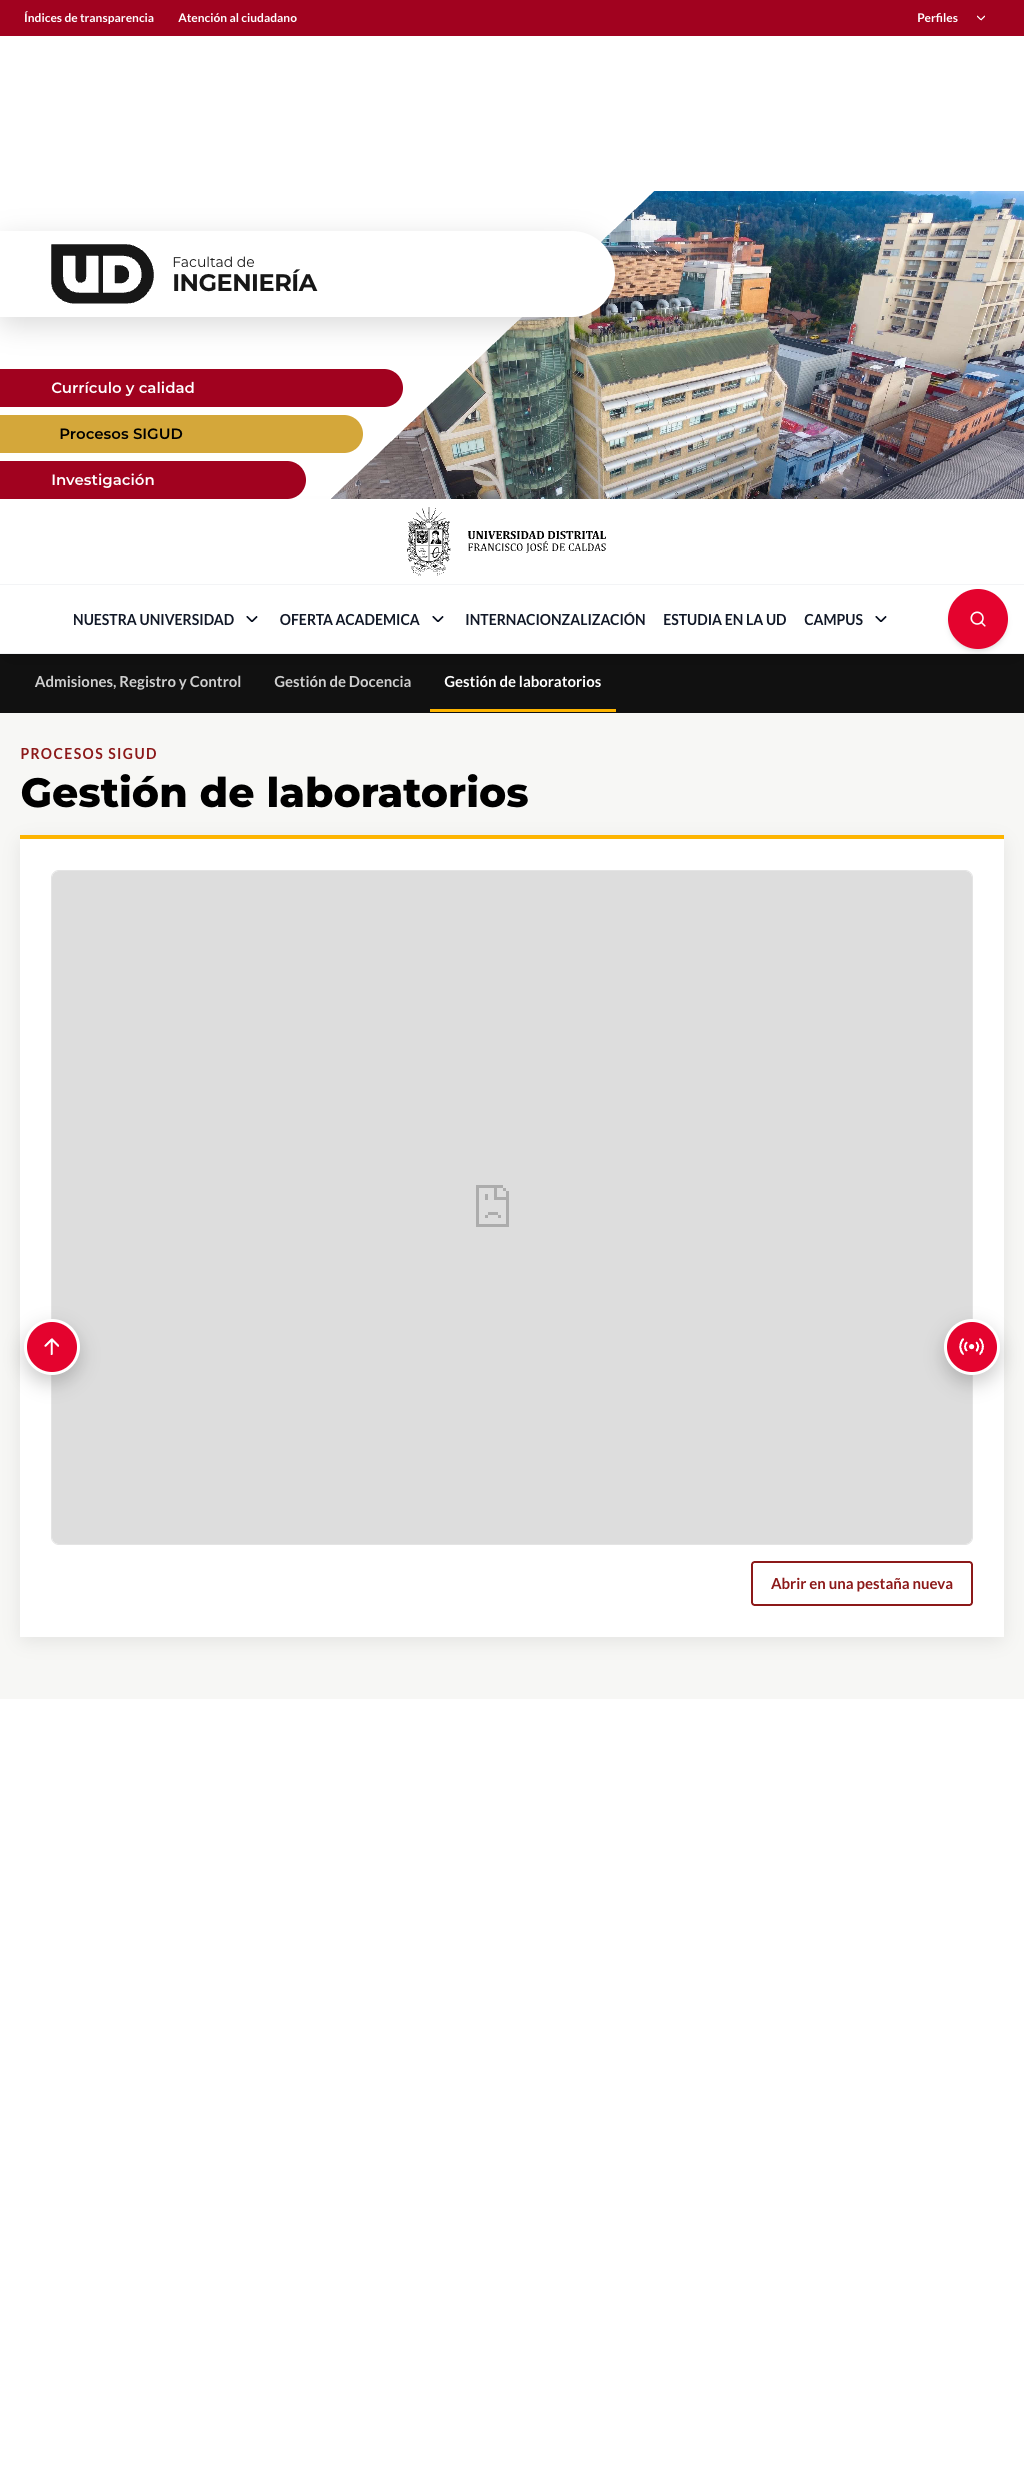 Índices de transparencia
Atención al ciudadano
Perfiles
UD
Facultad de
INGENIERÍA
Currículo y calidad
Procesos SIGUD
Investigación
UNIVERSIDAD DISTRITAL
FRANCISCO JOSÉ DE CALDAS
NUESTRA UNIVERSIDAD
OFERTA ACADEMICA
INTERNACIONZALIZACIÓN
ESTUDIA EN LA UD
CAMPUS
Admisiones, Registro y Control
Gestión de Docencia
Gestión de laboratorios
PROCESOS SIGUD
Gestión de laboratorios
Abrir en una pestaña nueva